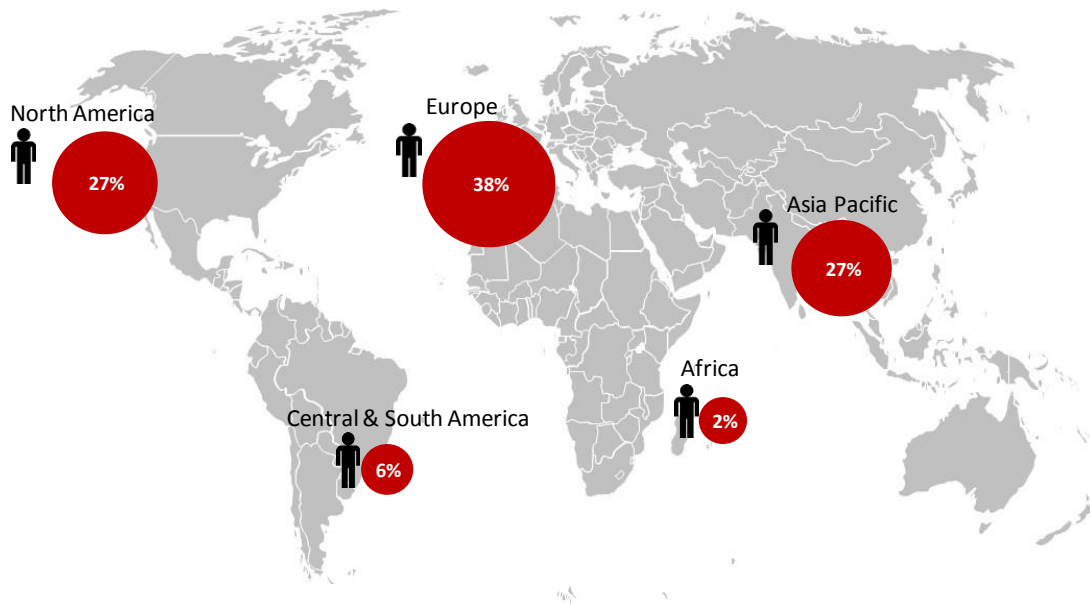 North America
27%
Europe
38%
Asia Pacific
27%
Africa
2%
Central & South America
6%